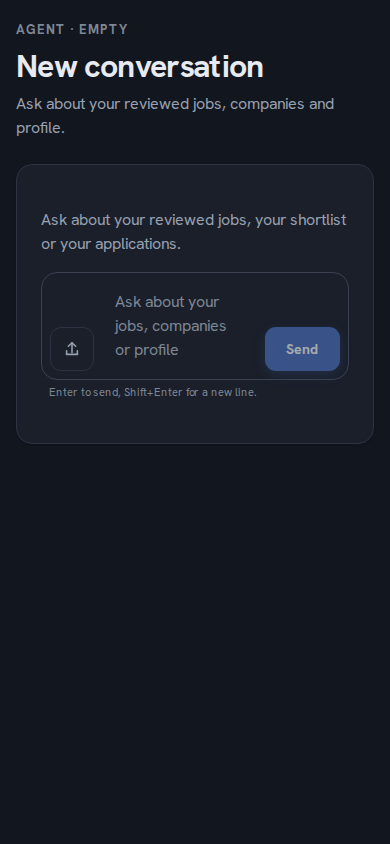 AGENT · EMPTY
New conversation
Ask about your reviewed jobs, companies and
profile.
Ask about your reviewed jobs, your shortlist
or your applications.
Ask about your
jobs, companies
or profile
Send
Enter to send, Shift+Enter for a new line.